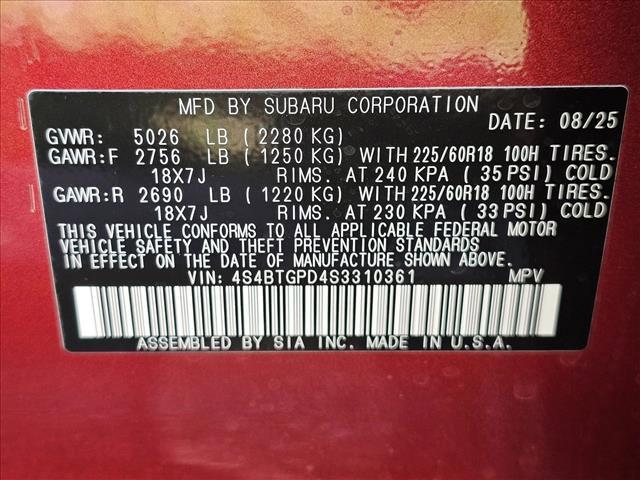 MFD BY SUBARU CORPORATION
DATE: 08/25
GVWR: 5026 LB (2280 KG)
GAWR:F 2756 LB (1250 KG) WITH 225/60R18 100H TIRES.
18X7J RIMS. AT 240 KPA (35 PSI) COLD
GAWR:R 2690 LB (1220 KG) WITH 225/60R18 100H TIRES.
18X7J RIMS. AT 230 KPA (33 PSI) COLD
THIS VEHICLE CONFORMS TO ALL APPLICABLE FEDERAL MOTOR
VEHICLE SAFETY AND THEFT PREVENTION STANDARDS
IN EFFECT ON THE DATE OF MANUFACTURE SHOWN ABOVE.
VIN: 4S4BTGPD4S3310361 MPV
ASSEMBLED BY SIA INC. MADE IN U.S.A.